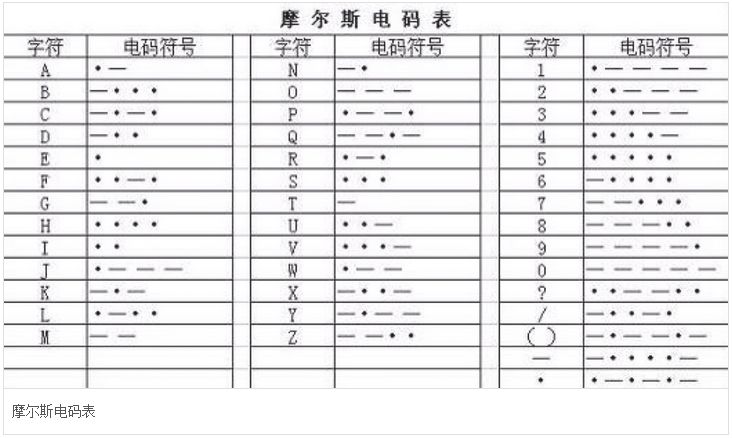 摩尔斯电码表
字符 电码符号 字符 电码符号 字符 电码符号
A • — N — • 1 • — — — —
B — • • • O — — — 2 • • — — —
C — • — • P • — — • 3 • • • — —
D — • • Q — — • — 4 • • • • —
E • R • — • 5 • • • • •
F • • — • S • • • 6 — • • • •
G — — • T — 7 — — • • •
H • • • • U • • — 8 — — — • •
I • • V • • • — 9 — — — — •
J • — — — W • — — 0 — — — — —
K — • — X — • • — ? • • — — • •
L • — • • Y — • — — / — • • — •
M — — Z — — • • ( ) — • — — • —
— — • • • • —
• • — • — • —
摩尔斯电码表